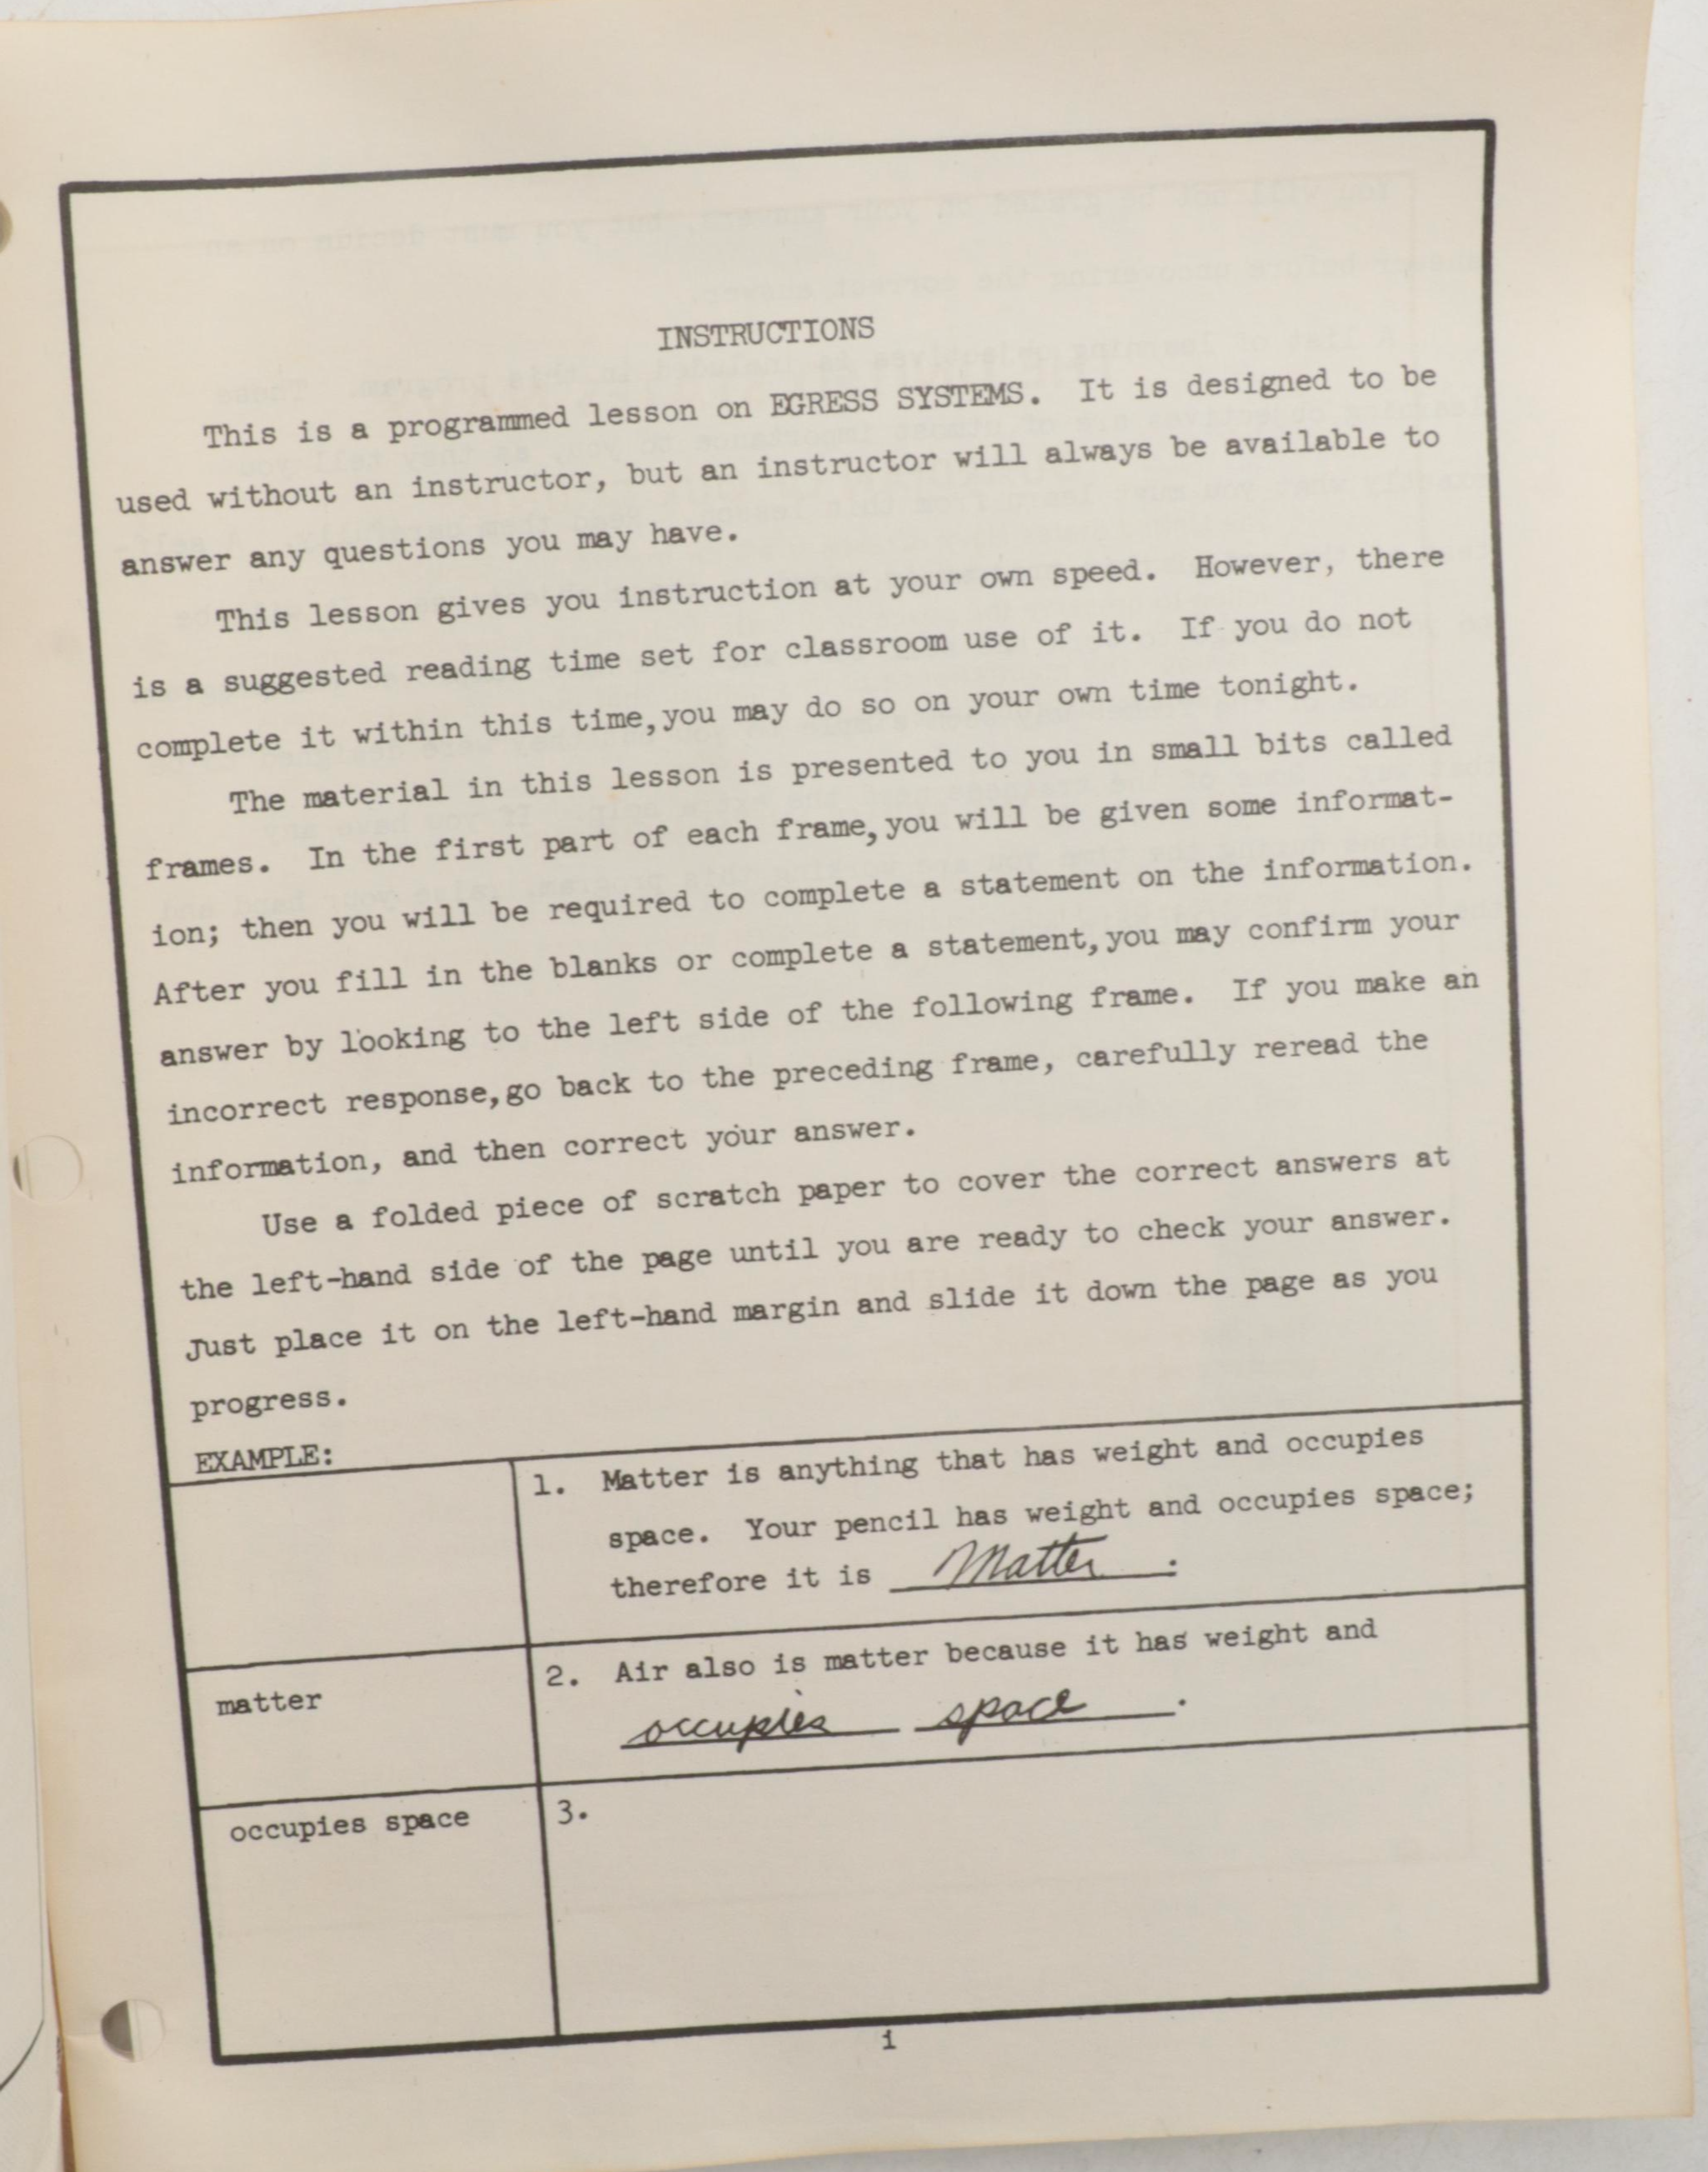 INSTRUCTIONS
This is a programmed lesson on EGRESS SYSTEMS. It is designed to be
used without an instructor, but an instructor will always be available to
answer any questions you may have.
This lesson gives you instruction at your own speed. However, there
is a suggested reading time set for classroom use of it. If you do not
complete it within this time, you may do so on your own time tonight.
The material in this lesson is presented to you in small bits called
frames. In the first part of each frame, you will be given some informat-
ion; then you will be required to complete a statement on the information.
After you fill in the blanks or complete a statement, you may confirm your
answer by looking to the left side of the following frame. If you make an
incorrect response, go back to the preceding frame, carefully reread the
information, and then correct your answer.
Use a folded piece of scratch paper to cover the correct answers at
the left-hand side of the page until you are ready to check your answer.
Just place it on the left-hand margin and slide it down the page as you
progress.
EXAMPLE:
1. Matter is anything that has weight and occupies
space. Your pencil has weight and occupies space;
therefore it is Matter.
matter
2. Air also is matter because it has weight and
occupies space.
occupies space
3.
i